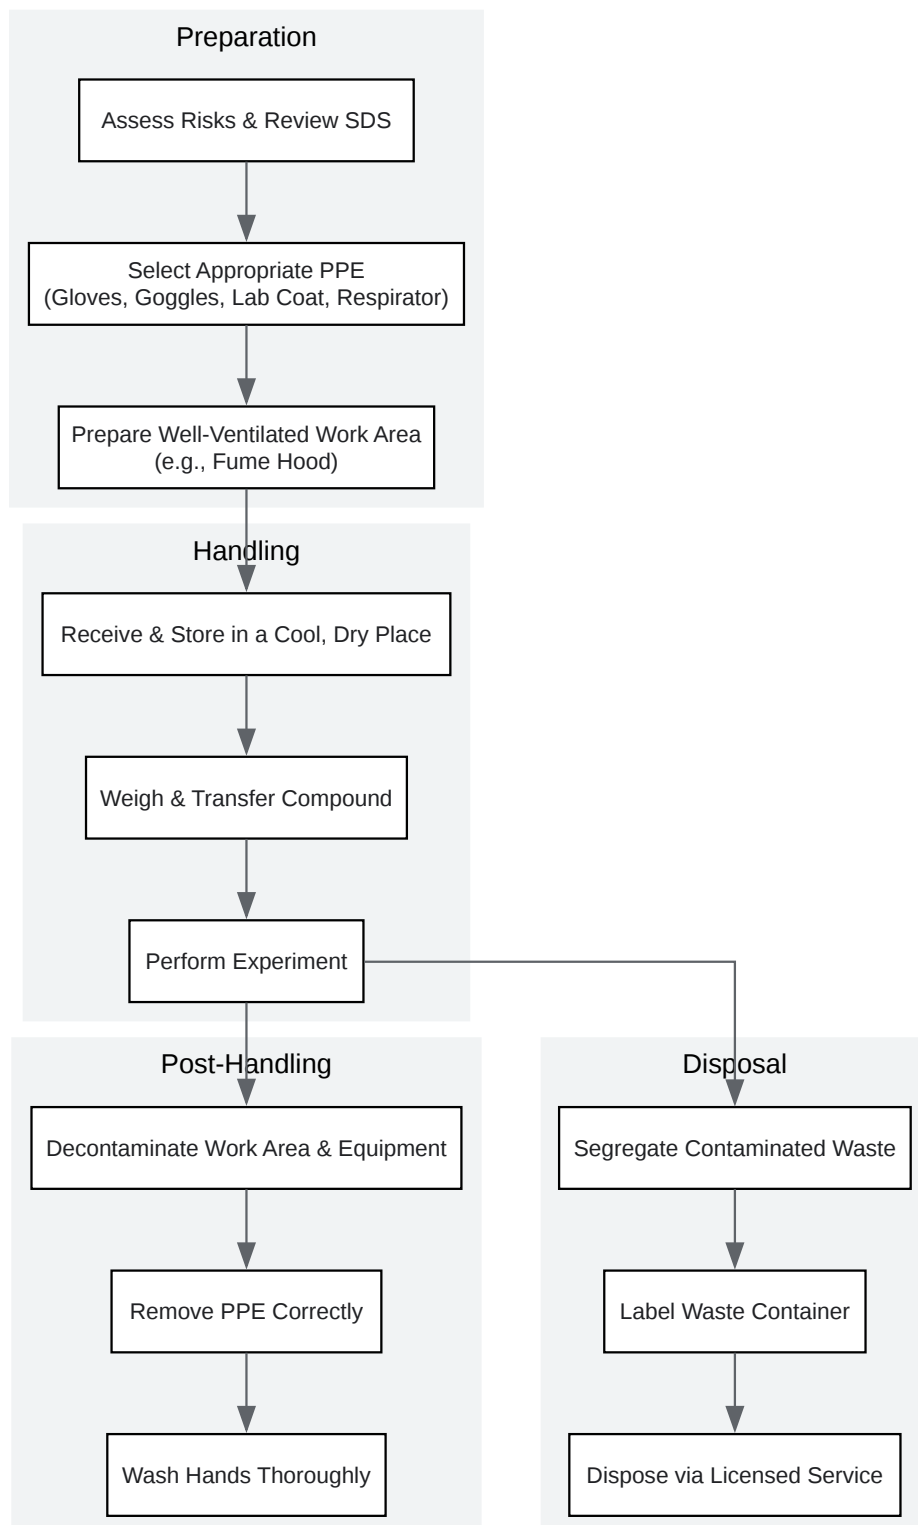 Preparation
Assess Risks & Review SDS
Select Appropriate PPE
(Gloves, Goggles, Lab Coat, Respirator)
Prepare Well-Ventilated Work Area
(e.g., Fume Hood)
Handling
Receive & Store in a Cool, Dry Place
Weigh & Transfer Compound
Perform Experiment
Post-Handling
Decontaminate Work Area & Equipment
Remove PPE Correctly
Wash Hands Thoroughly
Disposal
Segregate Contaminated Waste
Label Waste Container
Dispose via Licensed Service